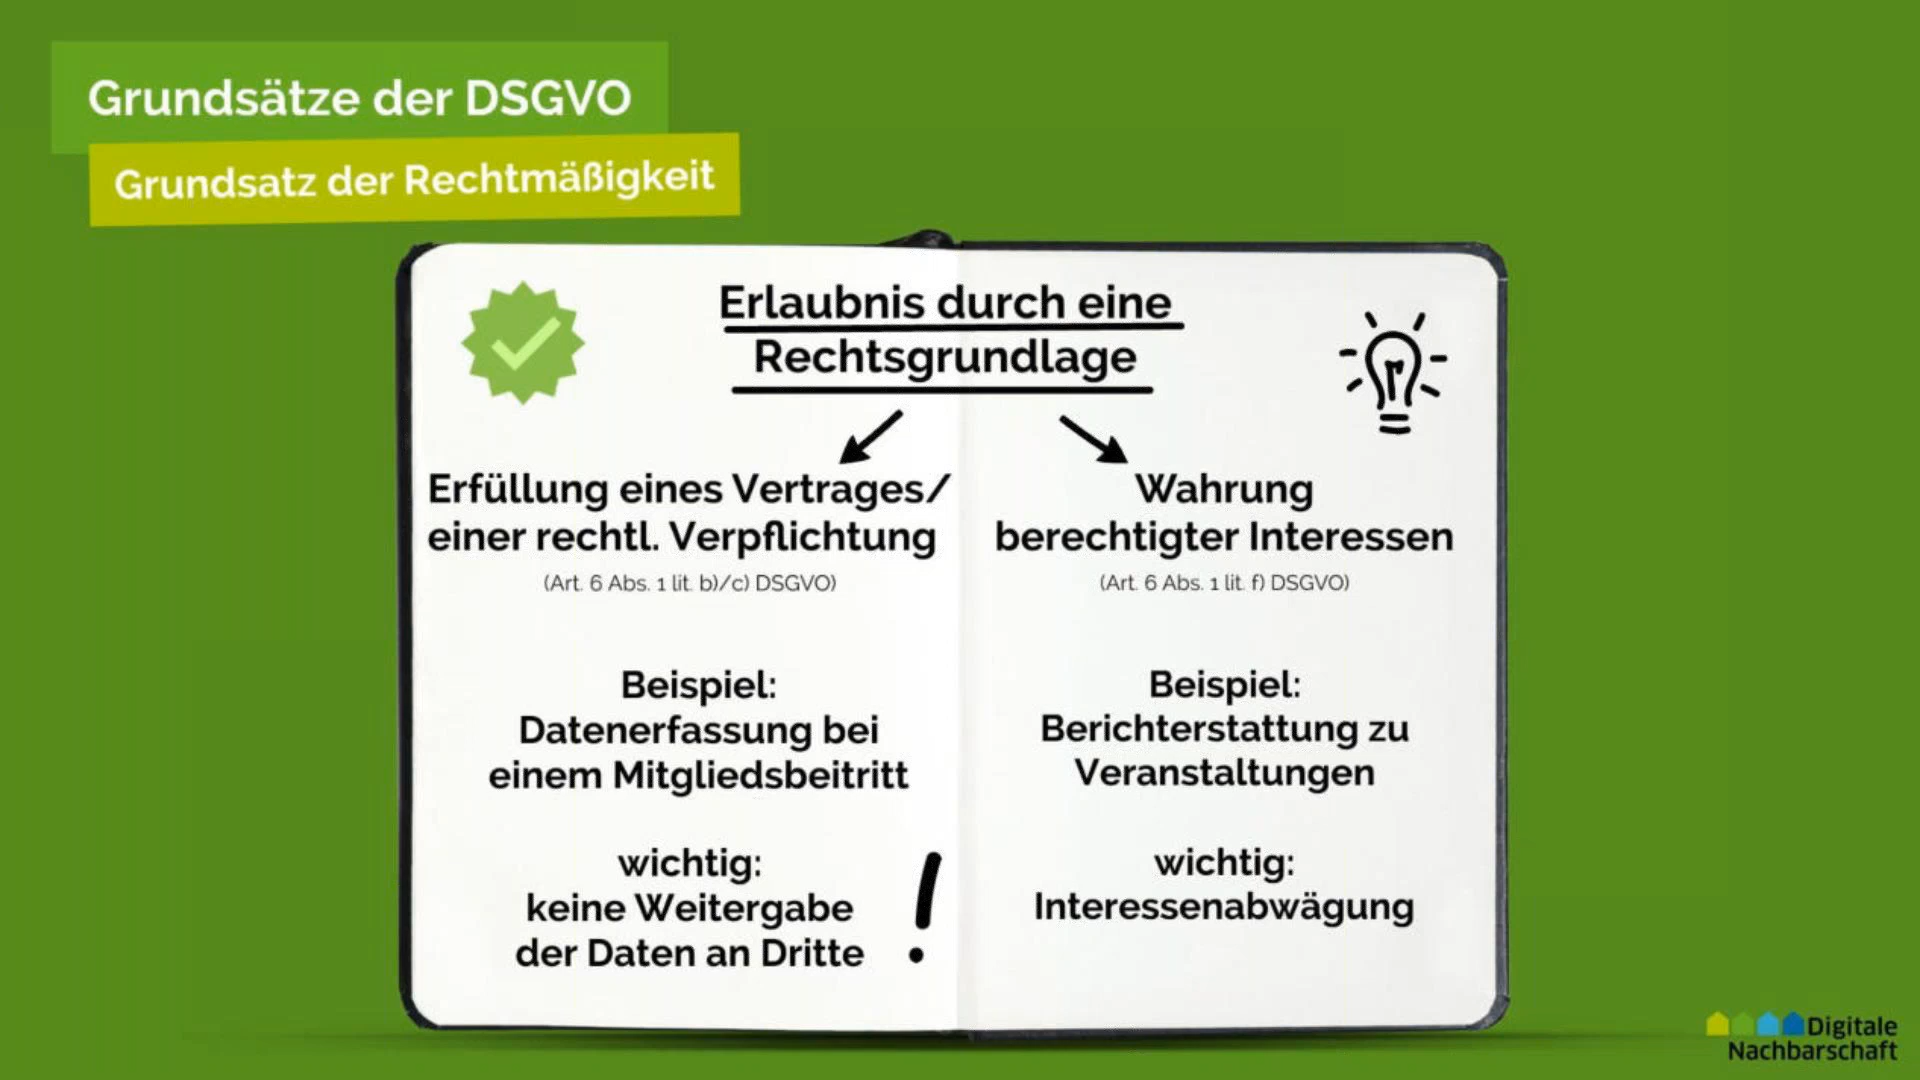 Grundsätze der DSGVO
Grundsatz der Rechtmäßigkeit
Erlaubnis durch eine
Rechtsgrundlage
Erfüllung eines Vertrages/
einer rechtl. Verpflichtung
(Art. 6 Abs. 1 lit. b)/c) DSGVO)
Beispiel:
Datenerfassung bei
einem Mitgliedsbeitritt
wichtig:
keine Weitergabe
der Daten an Dritte
!
Wahrung
berechtigter Interessen
(Art. 6 Abs. 1 lit. f) DSGVO)
Beispiel:
Berichterstattung zu
Veranstaltungen
wichtig:
Interessenabwägung
Digitale
Nachbarschaft